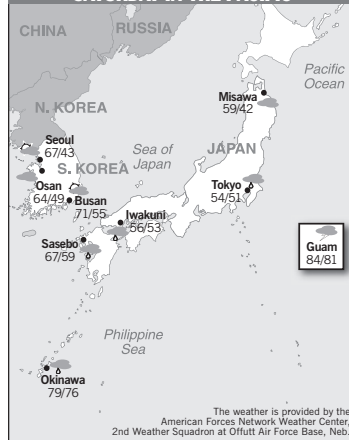 CHINA
RUSSIA
Pacific
Ocean
N. KOREA
Misawa
59/42
Seoul
67/43
Sea of
Japan
JAPAN
S. KOREA
Osan
64/49
Busan
71/55
Tokyo
54/51
Iwakuni
56/53
Sasebo
67/59
Guam
84/81
Philippine
Sea
Okinawa
79/76
The weather is provided by the
American Forces Network Weather Center,
2nd Weather Squadron at Offutt Air Force Base, Neb.